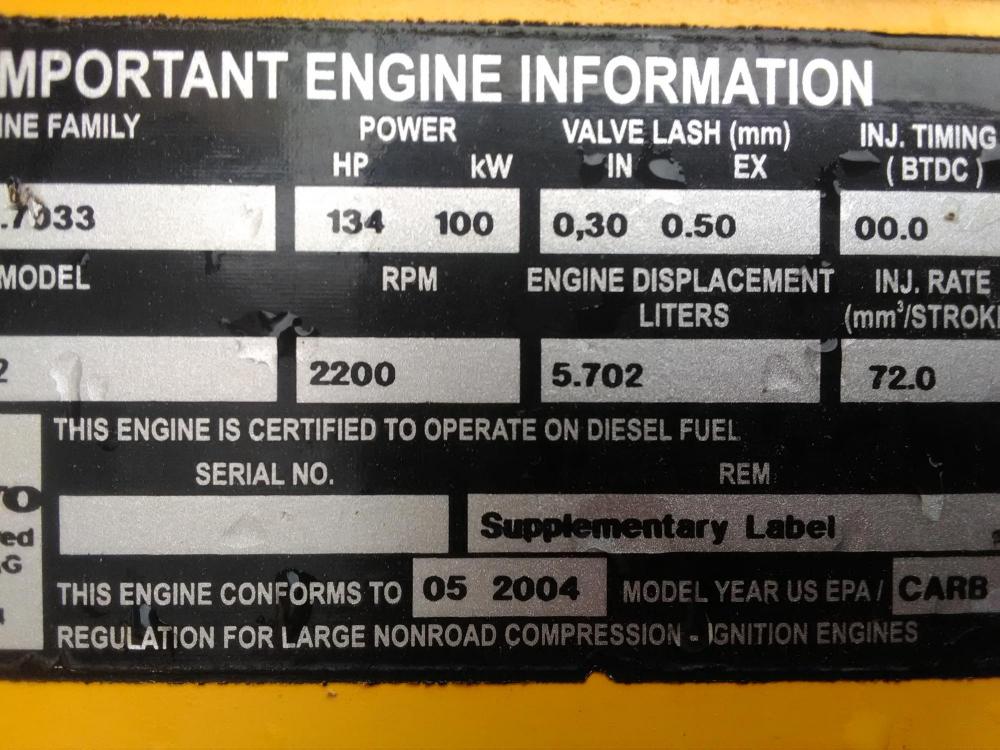 MPORTANT ENGINE INFORMATION
INE FAMILY POWER VALVE LASH (mm) INJ. TIMING
HP kW IN EX ( BTDC )
.7033 134 100 0,30 0.50 00.0
MODEL RPM ENGINE DISPLACEMENT INJ. RATE
LITERS (mm³/STROK
2 2200 5.702 72.0
THIS ENGINE IS CERTIFIED TO OPERATE ON DIESEL FUEL
SERIAL NO. REM
VO
Supplementary Label
ed
G
THIS ENGINE CONFORMS TO 05 2004 MODEL YEAR US EPA / CARB
REGULATION FOR LARGE NONROAD COMPRESSION - IGNITION ENGINES